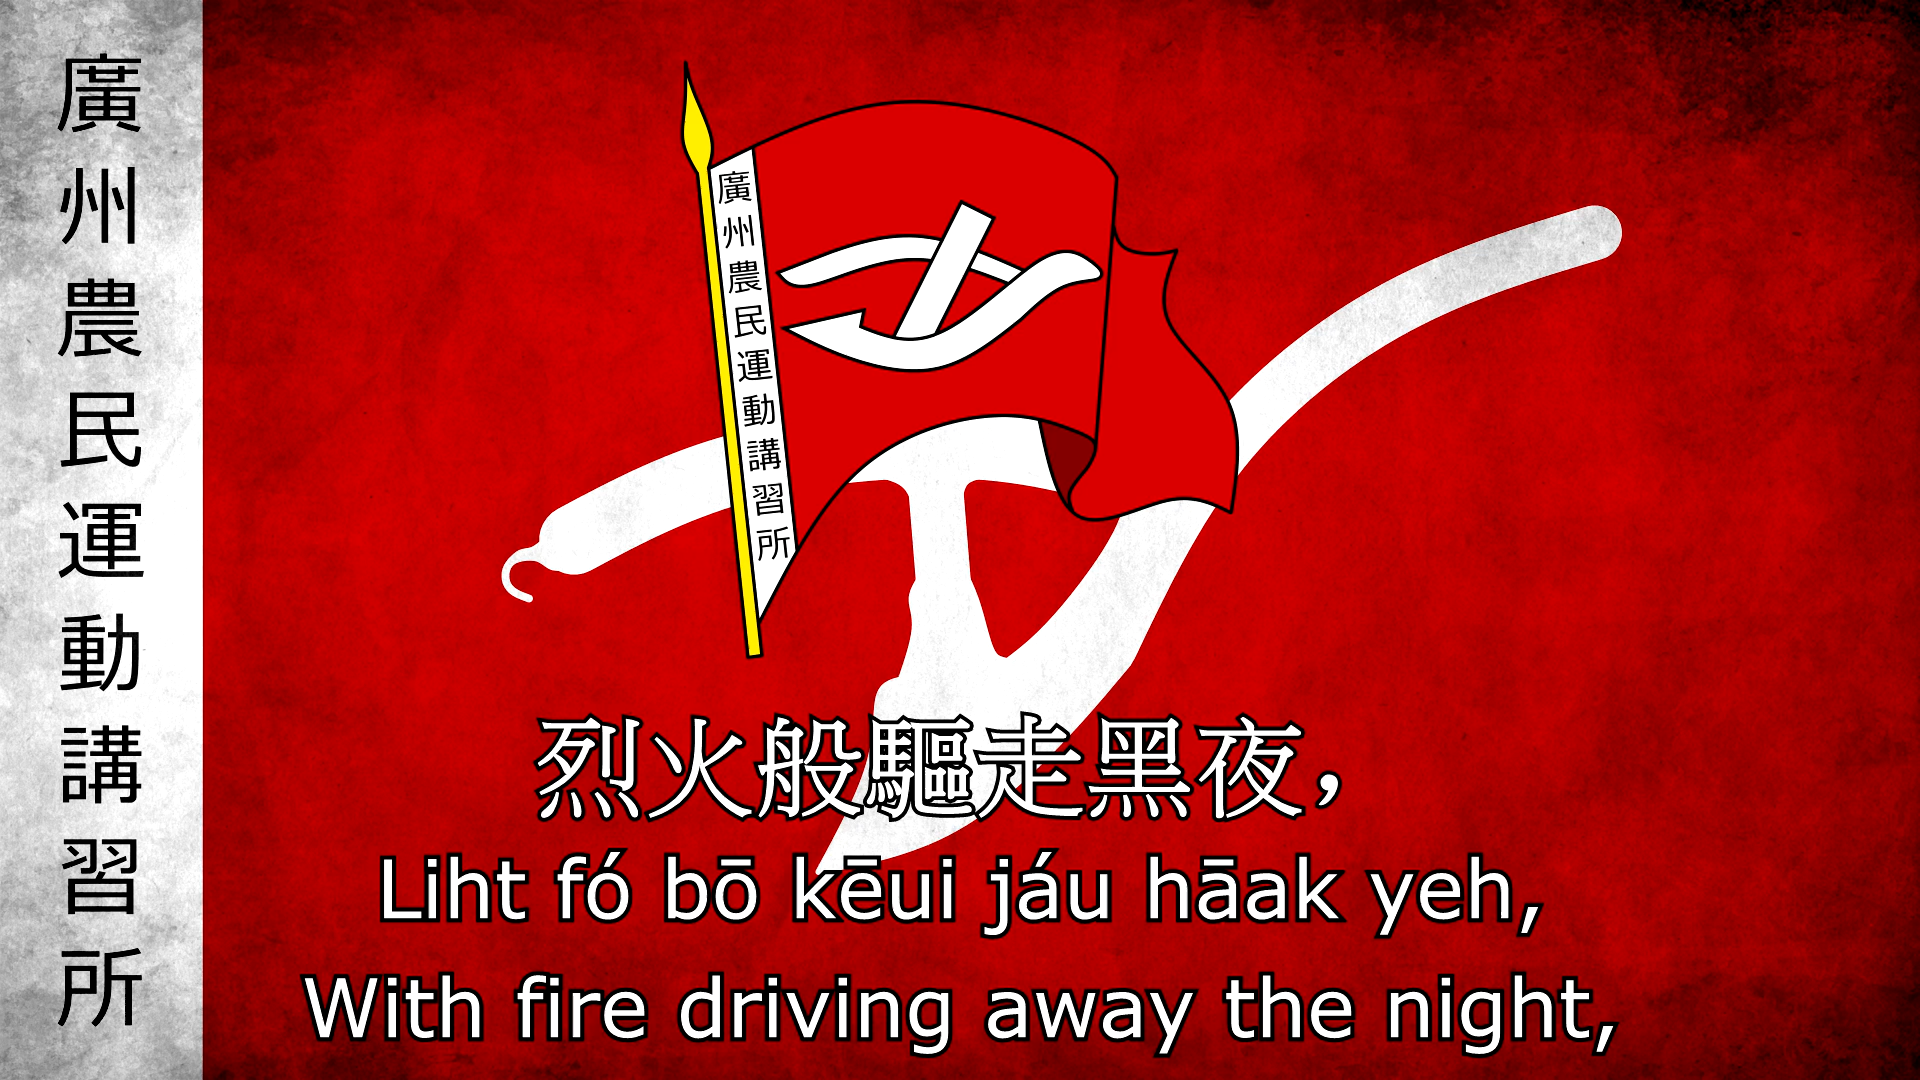 廣州農民運動講習所
廣州農民運動講習所
烈火般驅走黑夜，
Liht fó bō kēui jáu hāak yeh,
With fire driving away the night,